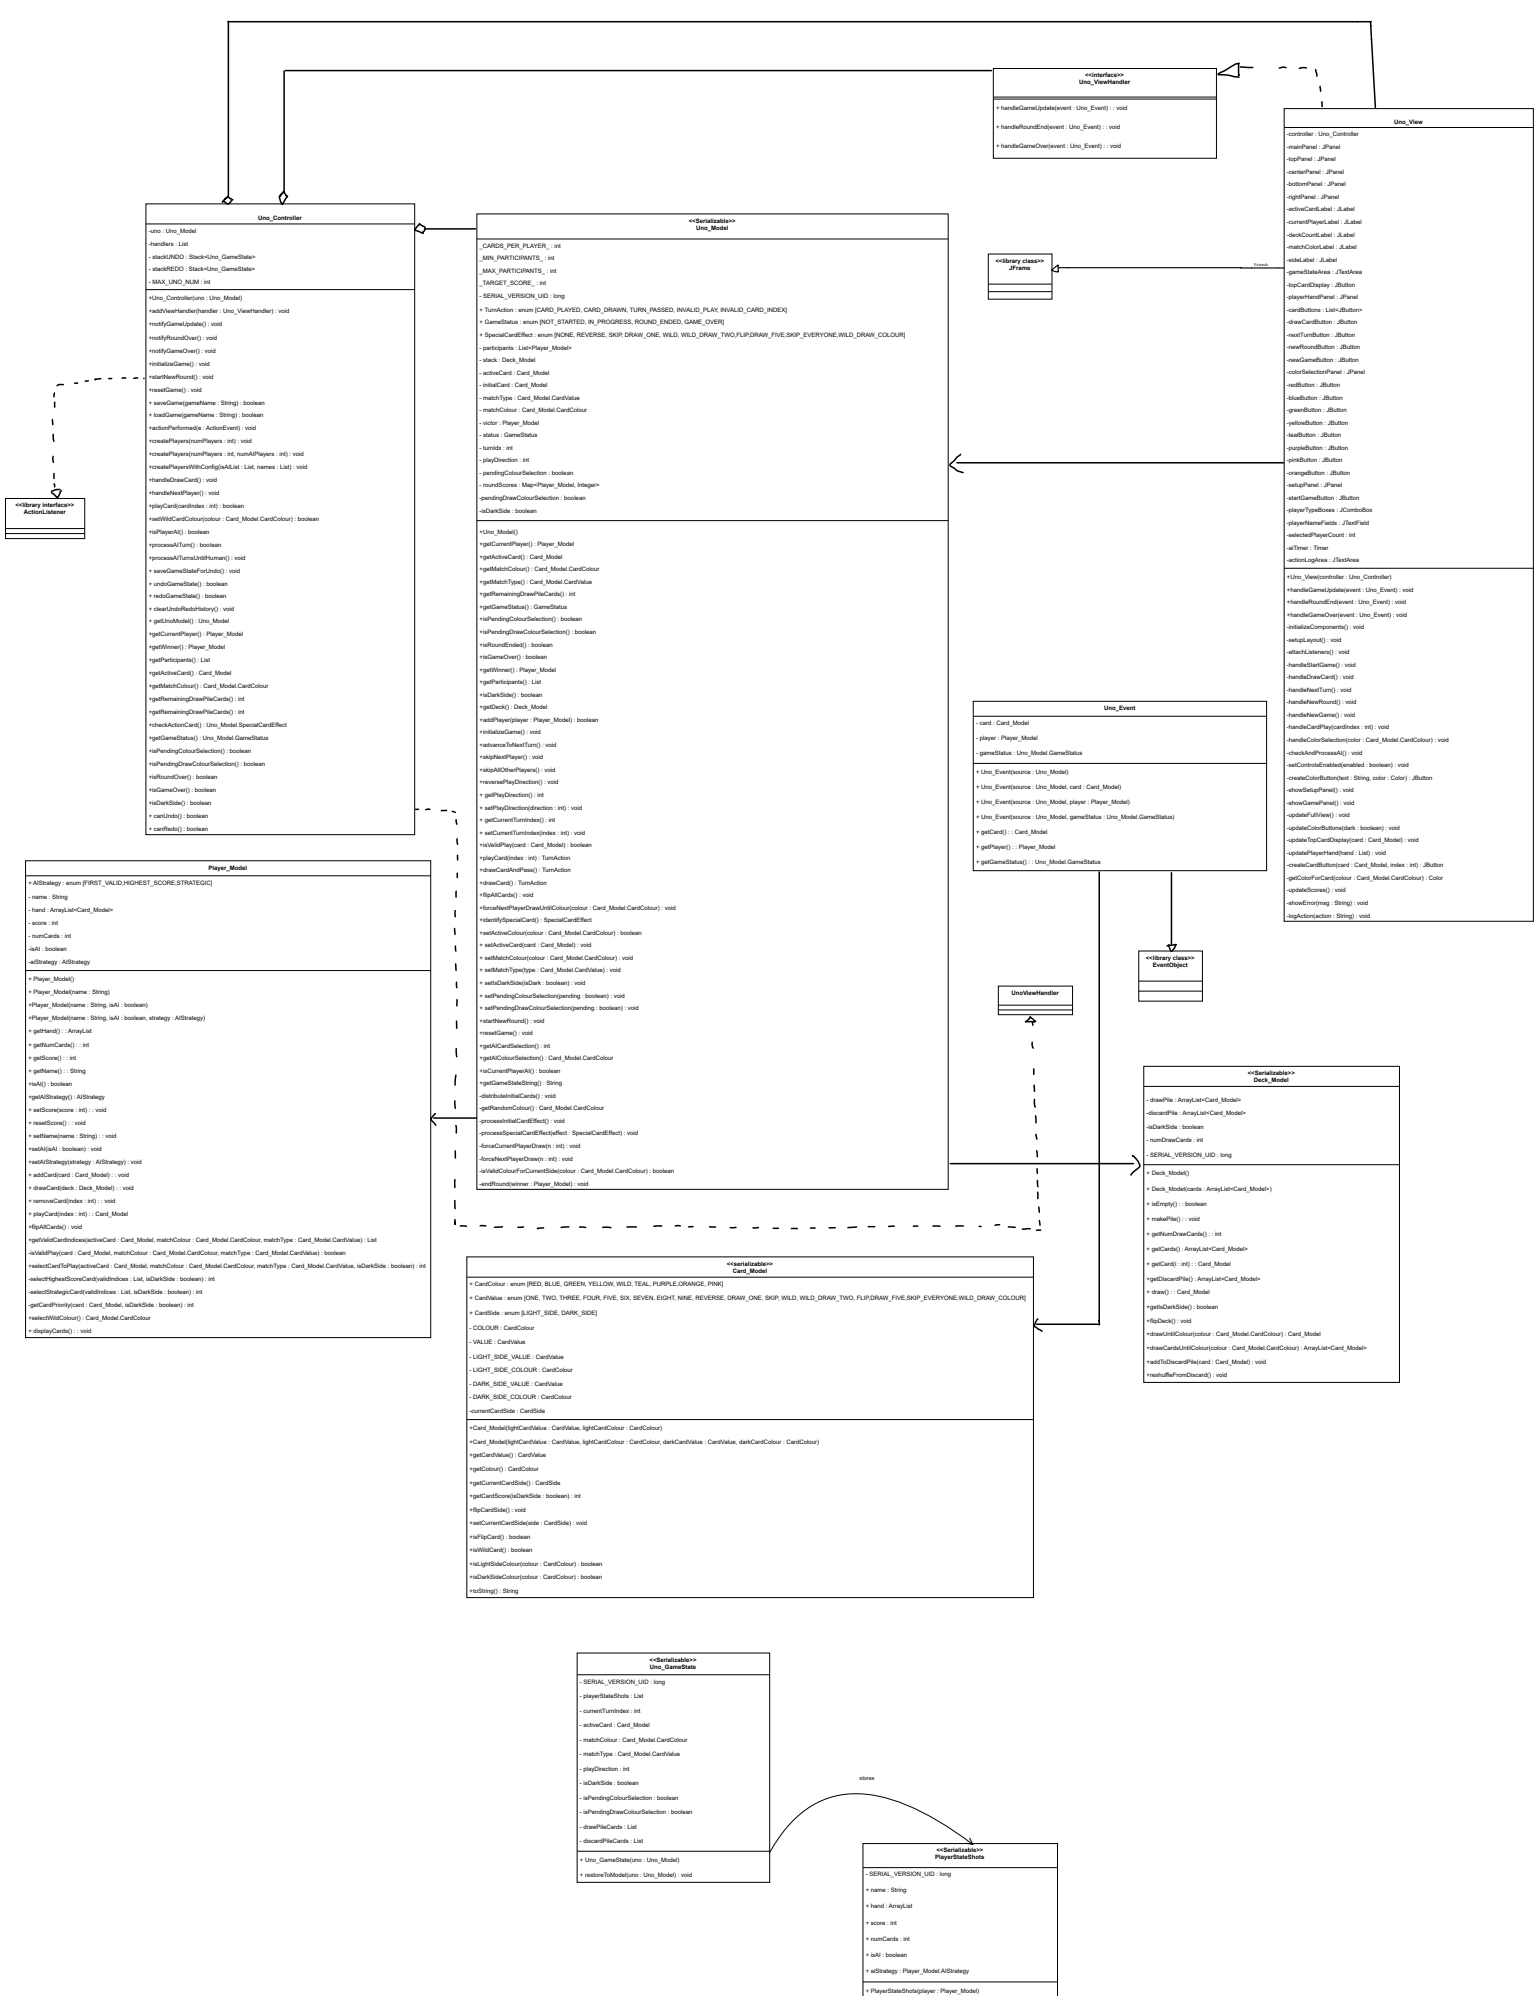 <<interface>>
Uno_ViewHandler
+ handleGameUpdate(event : Uno_Event) : : void
+ handleRoundEnd(event : Uno_Event) : : void
+ handleGameOver(event : Uno_Event) : : void
Uno_View
-controller : Uno_Controller
-mainPanel : JPanel
-topPanel : JPanel
-centerPanel : JPanel
-bottomPanel : JPanel
-rightPanel : JPanel
-activeCardLabel : JLabel
-currentPlayerLabel : JLabel
-deckCountLabel : JLabel
-matchColorLabel : JLabel
-sideLabel : JLabel
-gameStateArea : JTextArea
-topCardDisplay : JButton
-playerHandPanel : JPanel
-cardButtons : List<JButton>
-drawCardButton : JButton
-nextTurnButton : JButton
-newRoundButton : JButton
-newGameButton : JButton
-colorSelectionPanel : JPanel
-redButton : JButton
-blueButton : JButton
-greenButton : JButton
-yellowButton : JButton
-tealButton : JButton
-purpleButton : JButton
-pinkButton : JButton
-orangeButton : JButton
-setupPanel : JPanel
-startGameButton : JButton
-playerTypeBoxes : JComboBox
-playerNameFields : JTextField
-selectedPlayerCount : int
-aiTimer : Timer
-actionLogArea : JTextArea
+Uno_View(controller : Uno_Controller)
+handleGameUpdate(event : Uno_Event) : void
+handleRoundEnd(event : Uno_Event) : void
+handleGameOver(event : Uno_Event) : void
-initializeComponents() : void
-setupLayout() : void
-attachListeners() : void
-handleStartGame() : void
-handleDrawCard() : void
-handleNextTurn() : void
-handleNewRound() : void
-handleNewGame() : void
-handleCardPlay(cardIndex : int) : void
-handleColorSelection(color : Card_Model.CardColour) : void
-checkAndProcessAI() : void
-setControlsEnabled(enabled : boolean) : void
-createColorButton(text : String, color : Color) : JButton
-showSetupPanel() : void
-showGamePanel() : void
-updateFullView() : void
-updateColorButtons(dark : boolean) : void
-updateTopCardDisplay(card : Card_Model) : void
-updatePlayerHand(hand : List) : void
-createCardButton(card : Card_Model, index : int) : JButton
-getColorForCard(colour : Card_Model.CardColour) : Color
-updateScores() : void
-showError(msg : String) : void
-logAction(action : String) : void
Uno_Controller
-uno : Uno_Model
-handlers : List
- stackUNDO : Stack<Uno_GameState>
- stackREDO : Stack<Uno_GameState>
- MAX_UNO_NUM : int
+Uno_Controller(uno : Uno_Model)
+addViewHandler(handler : Uno_ViewHandler) : void
+notifyGameUpdate() : void
+notifyRoundOver() : void
+notifyGameOver() : void
+initializeGame() : void
+startNewRound() : void
+resetGame() : void
+ saveGame(gameName : String) : boolean
+ loadGame(gameName : String) : boolean
+actionPerformed(e : ActionEvent) : void
+createPlayers(numPlayers : int) : void
+createPlayers(numPlayers : int, numAIPlayers : int) : void
+createPlayersWithConfig(isAIList : List, names : List) : void
+handleDrawCard() : void
+handleNextPlayer() : void
+playCard(cardIndex : int) : boolean
+setWildCardColour(colour : Card_Model.CardColour) : boolean
+isPlayerAI() : boolean
+processAITurn() : boolean
+processAITurnsUntilHuman() : void
+ saveGameStateForUndo() : void
+ undoGameState() : boolean
+ redoGameState() : boolean
+ clearUndoRedoHistory() : void
+ getUnoModel() : Uno_Model
+getCurrentPlayer() : Player_Model
+getWinner() : Player_Model
+getParticipants() : List
+getActiveCard() : Card_Model
+getMatchColour() : Card_Model.CardColour
+getRemainingDrawPileCards() : int
+getRemainingDrawPileCards() : int
+checkActionCard() : Uno_Model.SpecialCardEffect
+getGameStatus() : Uno_Model.GameStatus
+isPendingColourSelection() : boolean
+isPendingDrawColourSelection() : boolean
+isRoundOver() : boolean
+isGameOver() : boolean
+isDarkSide() : boolean
+ canUndo() : boolean
+ canRedo() : boolean
<<Serializable>>
Uno_Model
_CARDS_PER_PLAYER_ : int
_MIN_PARTICIPANTS_ : int
_MAX_PARTICIPANTS_ : int
_TARGET_SCORE_ : int
- SERIAL_VERSION_UID : long
+ TurnAction : enum [CARD_PLAYED, CARD_DRAWN, TURN_PASSED, INVALID_PLAY, INVALID_CARD_INDEX]
+ GameStatus : enum [NOT_STARTED, IN_PROGRESS, ROUND_ENDED, GAME_OVER]
+ SpecialCardEffect : enum [NONE, REVERSE, SKIP, DRAW_ONE, WILD, WILD_DRAW_TWO,FLIP,DRAW_FIVE,SKIP_EVERYONE,WILD_DRAW_COLOUR]
- participants : List<Player_Model>
- stack : Deck_Model
- activeCard : Card_Model
- initialCard : Card_Model
- matchType : Card_Model.CardValue
- matchColour : Card_Model.CardColour
- victor : Player_Model
- status : GameStatus
- turnIdx : int
- playDirection : int
- pendingColourSelection : boolean
- roundScores : Map<Player_Model, Integer>
-pendingDrawColourSelection : boolean
-isDarkSide : boolean
+Uno_Model()
+getCurrentPlayer() : Player_Model
+getActiveCard() : Card_Model
+getMatchColour() : Card_Model.CardColour
+getMatchType() : Card_Model.CardValue
+getRemainingDrawPileCards() : int
+getGameStatus() : GameStatus
+isPendingColourSelection() : boolean
+isPendingDrawColourSelection() : boolean
+isRoundEnded() : boolean
+isGameOver() : boolean
+getWinner() : Player_Model
+getParticipants() : List
+isDarkSide() : boolean
+getDeck() : Deck_Model
+addPlayer(player : Player_Model) : boolean
+initializeGame() : void
+advanceToNextTurn() : void
+skipNextPlayer() : void
+skipAllOtherPlayers() : void
+reversePlayDirection() : void
+ getPlayDirection() : int
+ setPlayDirection(direction : int) : void
+ getCurrentTurnIndex() : int
+ setCurrentTurnIndex(index : int) : void
+isValidPlay(card : Card_Model) : boolean
+playCard(index : int) : TurnAction
+drawCardAndPass() : TurnAction
+drawCard() : TurnAction
+flipAllCards() : void
+forceNextPlayerDrawUntilColour(colour : Card_Model.CardColour) : void
+identifySpecialCard() : SpecialCardEffect
+setActiveColour(colour : Card_Model.CardColour) : boolean
+ setActiveCard(card : Card_Model) : void
+ setMatchColour(colour : Card_Model.CardColour) : void
+ setMatchType(type : Card_Model.CardValue) : void
+ setIsDarkSide(isDark : boolean) : void
+ setPendingColourSelection(pending : boolean) : void
+ setPendingDrawColourSelection(pending : boolean) : void
+startNewRound() : void
+resetGame() : void
+getAICardSelection() : int
+getAIColourSelection() : Card_Model.CardColour
+isCurrentPlayerAI() : boolean
+getGameStateString() : String
-distributeInitialCards() : void
-getRandomColour() : Card_Model.CardColour
-processInitialCardEffect() : void
-processSpecialCardEffect(effect : SpecialCardEffect) : void
-forceCurrentPlayerDraw(n : int) : void
-forceNextPlayerDraw(n : int) : void
-isValidColourForCurrentSide(colour : Card_Model.CardColour) : boolean
-endRound(winner : Player_Model) : void
<<library class>>
JFrame
Extends
<<library interface>>
ActionListener
Uno_Event
- card : Card_Model
- player : Player_Model
- gameStatus : Uno_Model.GameStatus
+ Uno_Event(source : Uno_Model)
+ Uno_Event(source : Uno_Model, card : Card_Model)
+ Uno_Event(source : Uno_Model, player : Player_Model)
+ Uno_Event(source : Uno_Model, gameStatus : Uno_Model.GameStatus)
+ getCard() : : Card_Model
+ getPlayer() : : Player_Model
+ getGameStatus() : : Uno_Model.GameStatus
Player_Model
+ AIStrategy : enum [FIRST_VALID,HIGHEST_SCORE,STRATEGIC]
- name : String
- hand : ArrayList<Card_Model>
- score : int
- numCards : int
-isAI : boolean
-aiStrategy : AIStrategy
+ Player_Model()
+ Player_Model(name : String)
+Player_Model(name : String, isAI : boolean)
+Player_Model(name : String, isAI : boolean, strategy : AIStrategy)
+ getHand() : : ArrayList
+ getNumCards() : : int
+ getScore() : : int
+ getName() : : String
+isAI() : boolean
+getAIStrategy() : AIStrategy
+ setScore(score : int) : : void
+ resetScore() : : void
+ setName(name : String) : : void
+setAI(isAI : boolean) : void
+setAIStrategy(strategy : AIStrategy) : void
+ addCard(card : Card_Model) : : void
+ drawCard(deck : Deck_Model) : : void
+ removeCard(index : int) : : void
+ playCard(index : int) : : Card_Model
+flipAllCards() : void
+getValidCardIndices(activeCard : Card_Model, matchColour : Card_Model.CardColour, matchType : Card_Model.CardValue) : List
-isValidPlay(card : Card_Model, matchColour : Card_Model.CardColour, matchType : Card_Model.CardValue) : boolean
+selectCardToPlay(activeCard : Card_Model, matchColour : Card_Model.CardColour, matchType : Card_Model.CardValue, isDarkSide : boolean) : int
-selectHighestScoreCard(validIndices : List, isDarkSide : boolean) : int
-selectStrategicCard(validIndices : List, isDarkSide : boolean) : int
-getCardPriority(card : Card_Model, isDarkSide : boolean) : int
+selectWildColour() : Card_Model.CardColour
+ displayCards() : : void
<<library class>>
EventObject
UnoViewHandler
<<Serializable>>
Deck_Model
- drawPile : ArrayList<Card_Model>
-discardPile : ArrayList<Card_Model>
-isDarkSide : boolean
- numDrawCards : int
- SERIAL_VERSION_UID : long
+ Deck_Model()
+ Deck_Model(cards : ArrayList<Card_Model>)
+ isEmpty() : : boolean
+ makePile() : : void
+ getNumDrawCards() : : int
+ getCards() : ArrayList<Card_Model>
+ getCard(i : int) : : Card_Model
+getDiscardPile() : ArrayList<Card_Model>
+ draw() : : Card_Model
+getIsDarkSide() : boolean
+flipDeck() : void
+drawUntilColour(colour : Card_Model.CardColour) : Card_Model
+drawCardsUntilColour(colour : Card_Model.CardColour) : ArrayList<Card_Model>
+addToDiscardPile(card : Card_Model) : void
+reshuffleFromDiscard() : void
<<serializable>>
Card_Model
+ CardColour : enum [RED, BLUE, GREEN, YELLOW, WILD, TEAL, PURPLE,ORANGE, PINK]
+ CardValue : enum [ONE, TWO, THREE, FOUR, FIVE, SIX, SEVEN, EIGHT, NINE, REVERSE, DRAW_ONE, SKIP, WILD, WILD_DRAW_TWO, FLIP,DRAW_FIVE,SKIP_EVERYONE,WILD_DRAW_COLOUR]
+ CardSide : enum [LIGHT_SIDE, DARK_SIDE]
- COLOUR : CardColour
- VALUE : CardValue
- LIGHT_SIDE_VALUE : CardValue
- LIGHT_SIDE_COLOUR : CardColour
- DARK_SIDE_VALUE : CardValue
- DARK_SIDE_COLOUR : CardColour
-currentCardSide : CardSide
+Card_Model(lightCardValue : CardValue, lightCardColour : CardColour)
+Card_Model(lightCardValue : CardValue, lightCardColour : CardColour, darkCardValue : CardValue, darkCardColour : CardColour)
+getCardValue() : CardValue
+getColour() : CardColour
+getCurrentCardSide() : CardSide
+getCardScore(isDarkSide : boolean) : int
+flipCardSide() : void
+setCurrentCardSide(side : CardSide) : void
+isFlipCard() : boolean
+isWildCard() : boolean
+isLightSideColour(colour : CardColour) : boolean
+isDarkSideColour(colour : CardColour) : boolean
+toString() : String
<<Serializable>>
Uno_GameState
- SERIAL_VERSION_UID : long
- playerStateShots : List
- currentTurnIndex : int
- activeCard : Card_Model
- matchColour : Card_Model.CardColour
- matchType : Card_Model.CardValue
- playDirection : int
- isDarkSide : boolean
- isPendingColourSelection : boolean
- isPendingDrawColourSelection : boolean
- drawPileCards : List
- discardPileCards : List
+ Uno_GameState(uno : Uno_Model)
+ restoreToModel(uno : Uno_Model) : void
stores
<<Serializable>>
PlayerStateShots
- SERIAL_VERSION_UID : long
+ name : String
+ hand : ArrayList
+ score : int
+ numCards : int
+ isAI : boolean
+ aiStrategy : Player_Model.AIStrategy
+ PlayerStateShots(player : Player_Model)